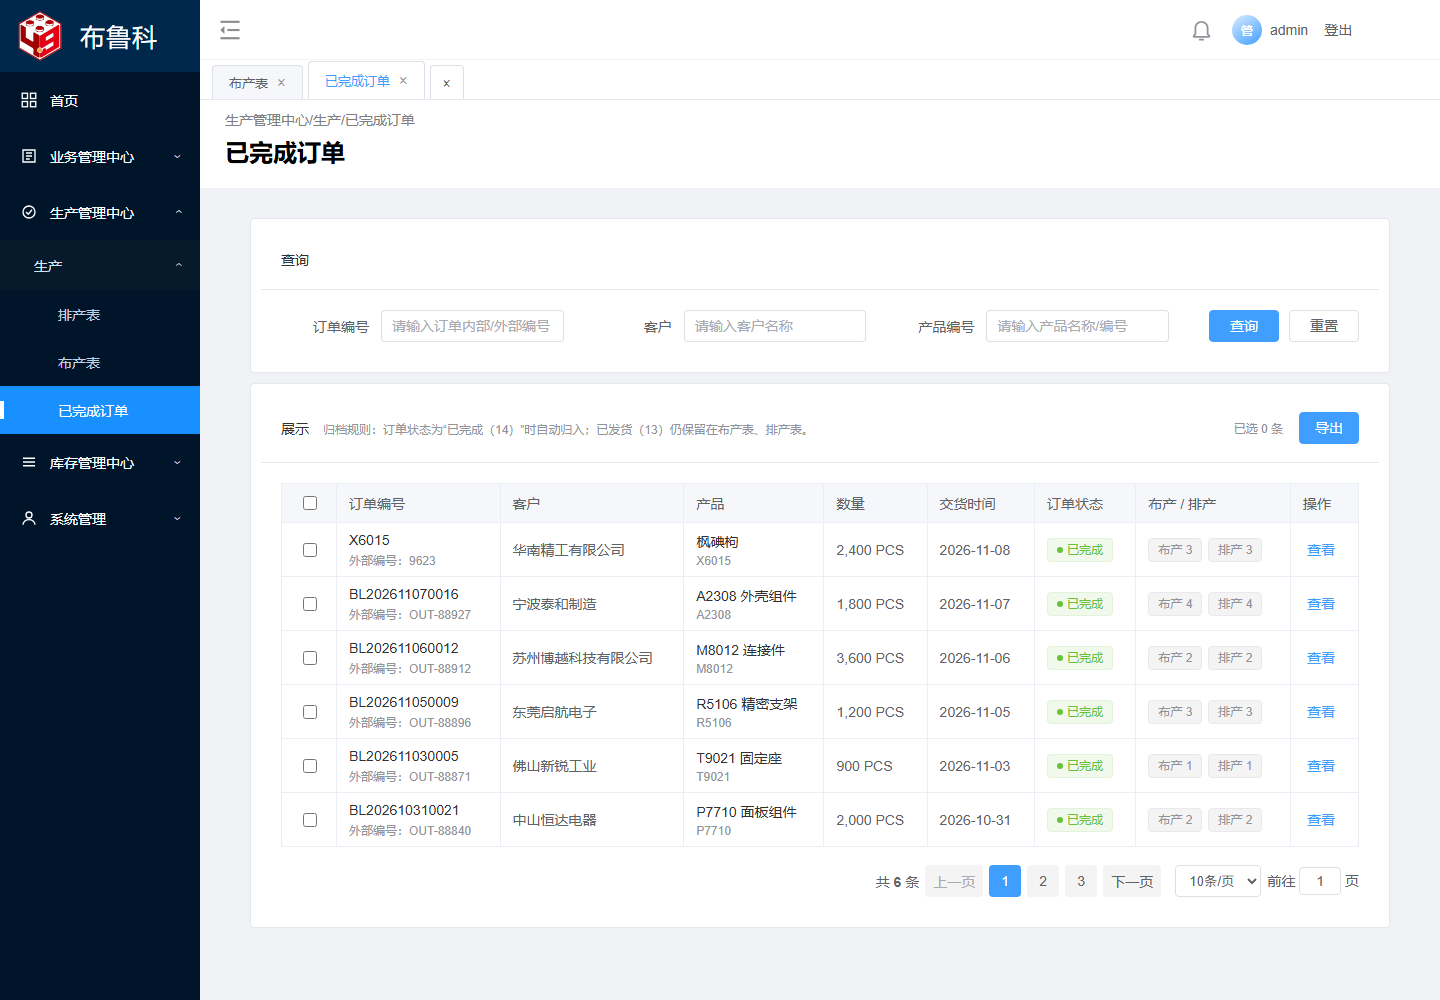 布鲁科
首页
业务管理中心
生产管理中心
生产
排产表
布产表
已完成订单
库存管理中心
系统管理
管 admin 登出
布产表 × 已完成订单 × ×
生产管理中心/生产/已完成订单
已完成订单
查询
订单编号 请输入订单内部/外部编号 客户 请输入客户名称 产品编号 请输入产品名称/编号 查询 重置
展示 归档规则：订单状态为“已完成（14）”时自动归入；已发货（13）仍保留在布产表、排产表。 已选 0 条 导出
订单编号 客户 产品 数量 交货时间 订单状态 布产 / 排产 操作
X6015 华南精工有限公司 枫碘枸 2,400 PCS 2026-11-08 已完成 布产 3 排产 3 查看
外部编号：9623 X6015
BL202611070016 宁波泰和制造 A2308 外壳组件 1,800 PCS 2026-11-07 已完成 布产 4 排产 4 查看
外部编号：OUT-88927 A2308
BL202611060012 苏州博越科技有限公司 M8012 连接件 3,600 PCS 2026-11-06 已完成 布产 2 排产 2 查看
外部编号：OUT-88912 M8012
BL202611050009 东莞启航电子 R5106 精密支架 1,200 PCS 2026-11-05 已完成 布产 3 排产 3 查看
外部编号：OUT-88896 R5106
BL202611030005 佛山新锐工业 T9021 固定座 900 PCS 2026-11-03 已完成 布产 1 排产 1 查看
外部编号：OUT-88871 T9021
BL202610310021 中山恒达电器 P7710 面板组件 2,000 PCS 2026-10-31 已完成 布产 2 排产 2 查看
外部编号：OUT-88840 P7710
共 6 条 上一页 1 2 3 下一页 10条/页 前往 1 页